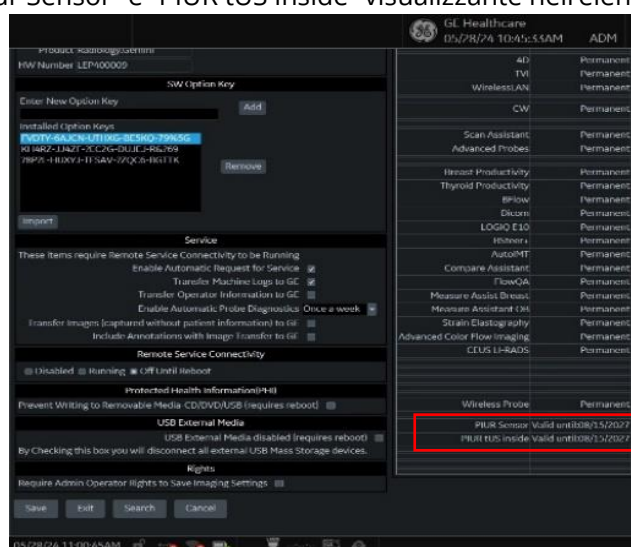 ar Sensor" e "PIUR tUS inside" visualizzante nell'elen
GE Healthcare
05/28/24 10:45:33AM ADM
Product Radiology.Gemini
HW Number LEP400009
SW Option Key
Enter New Option Key
Add
Installed Option Keys
Remove
Import
Service
These items require Remote Service Connectivity to be Running
Enable Automatic Request for Service
Transfer Machine Logs to GE
Transfer Operator Information to GE
Enable Automatic Probe Diagnostics Once a week
Transfer Images (captured without patient information) to GE
Include Annotations with Image Transfer to GE
Remote Service Connectivity
Disabled Running Off Until Reboot
Protected Health Information(PHI)
Prevent Writing to Removable Media CD/DVD/USB (requires reboot)
USB External Media
USB External Media disabled (requires reboot)
By Checking this box you will disconnect all external USB Mass Storage devices.
Rights
Require Admin Operator Rights to Save Imaging Settings
Save Exit Search Cancel
05/28/24 11:00:45AM
4D Permanent
TVI Permanent
WirelessLAN Permanent
CW Permanent
Scan Assistant Permanent
Advanced Probes Permanent
Breast Productivity Permanent
Thyroid Productivity Permanent
BFlow Permanent
Dicom Permanent
LOGIQ E10 Permanent
HSteer+ Permanent
AutoIMT Permanent
Compare Assistant Permanent
FlowQA Permanent
Measure Assist Breast Permanent
Measure Assistant OB Permanent
Strain Elastography Permanent
Advanced Color Flow Imaging Permanent
CEUS LI-RADS Permanent
Wireless Probe Permanent
PIUR Sensor Valid until:08/15/2027
PIUR tUS inside Valid until:08/15/2027